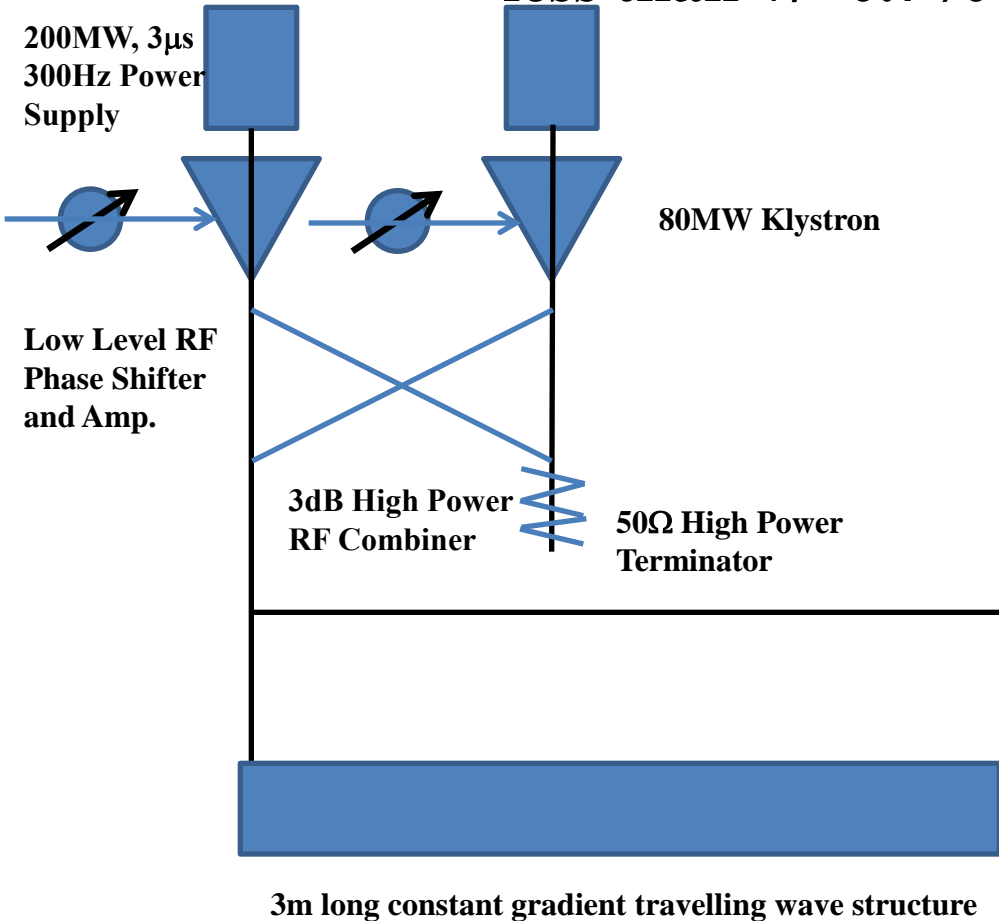 200MW, 3μs
300Hz Power
Supply
80MW Klystron
Low Level RF
Phase Shifter
and Amp.
3dB High Power
RF Combiner
50Ω High Power
Terminator
3m long constant gradient travelling wave structure